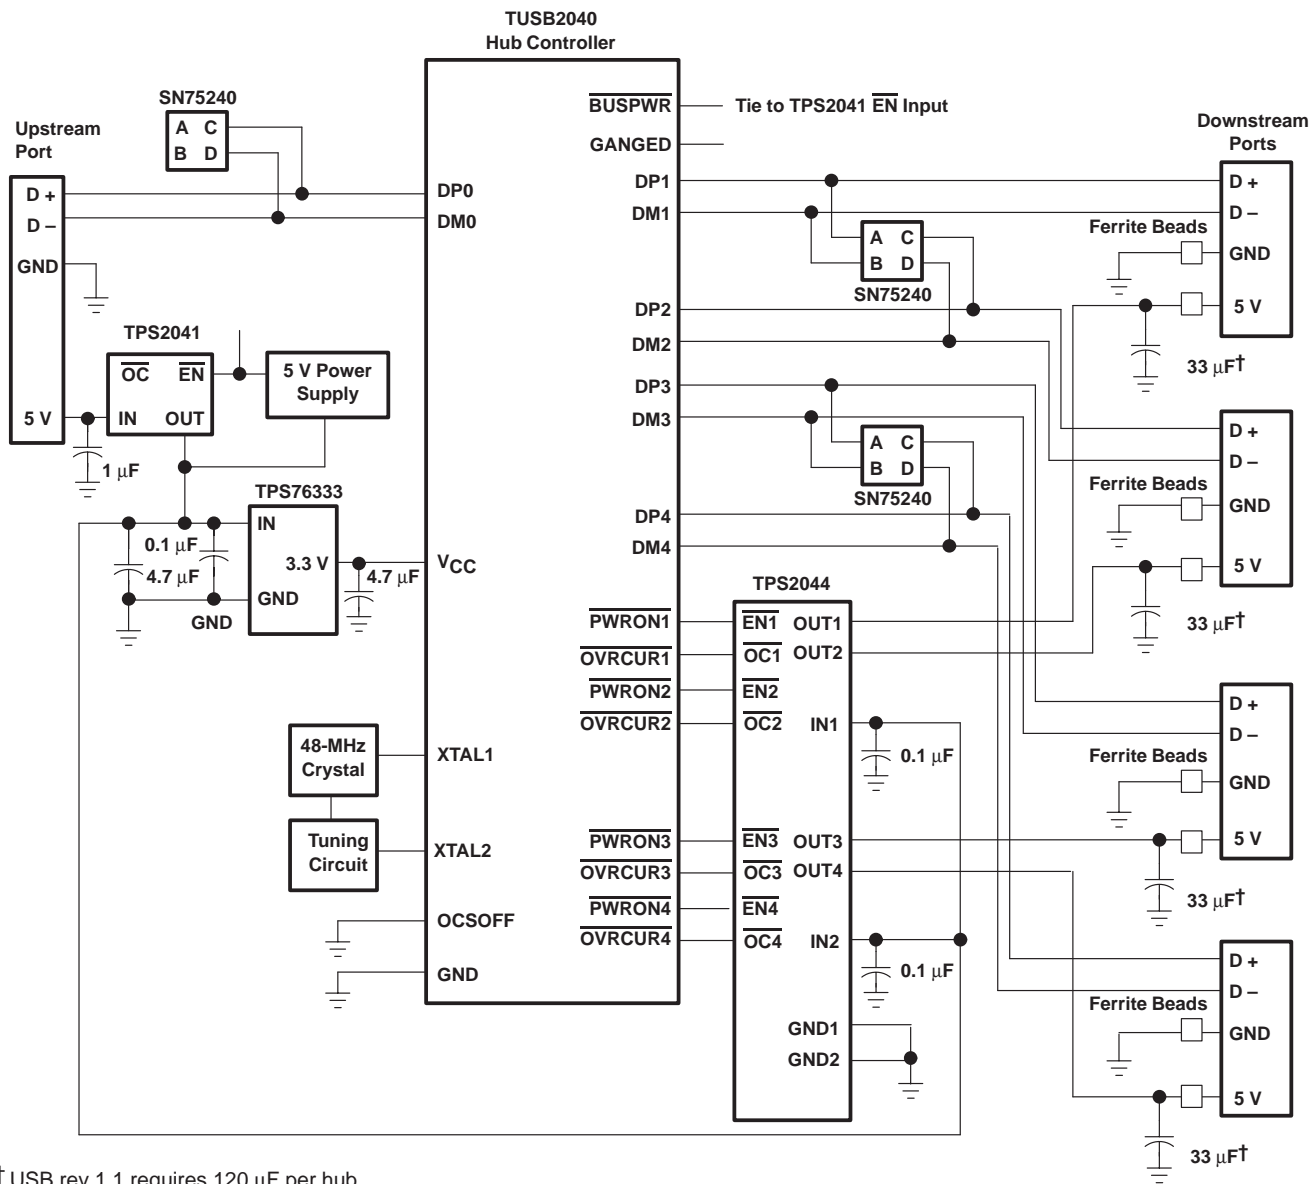 TUSB2040
Hub Controller
SN75240
A C
B D
Upstream
Port
D +
D –
GND
5 V
TPS2041
OC EN
IN OUT
5 V Power
Supply
1 μF
TPS76333
IN
3.3 V
GND
0.1 μF
4.7 μF
GND
4.7 μF
48-MHz
Crystal
Tuning
Circuit
DP0
DM0
VCC
XTAL1
XTAL2
OCSOFF
GND
BUSPWR
Tie to TPS2041 EN Input
GANGED
DP1
DM1
DP2
DM2
DP3
DM3
DP4
DM4
PWRON1
OVRCUR1
PWRON2
OVRCUR2
PWRON3
OVRCUR3
PWRON4
OVRCUR4
A C
B D
SN75240
A C
B D
SN75240
TPS2044
EN1 OUT1
OC1 OUT2
EN2
OC2 IN1
EN3 OUT3
OC3 OUT4
EN4
OC4 IN2
GND1
GND2
0.1 μF
0.1 μF
Downstream
Ports
D +
D –
Ferrite Beads
GND
5 V
33 μF†
D +
D –
Ferrite Beads
GND
5 V
33 μF†
D +
D –
Ferrite Beads
GND
5 V
33 μF†
D +
D –
Ferrite Beads
GND
5 V
33 μF†
† USB rev 1.1 requires 120 μF per hub.